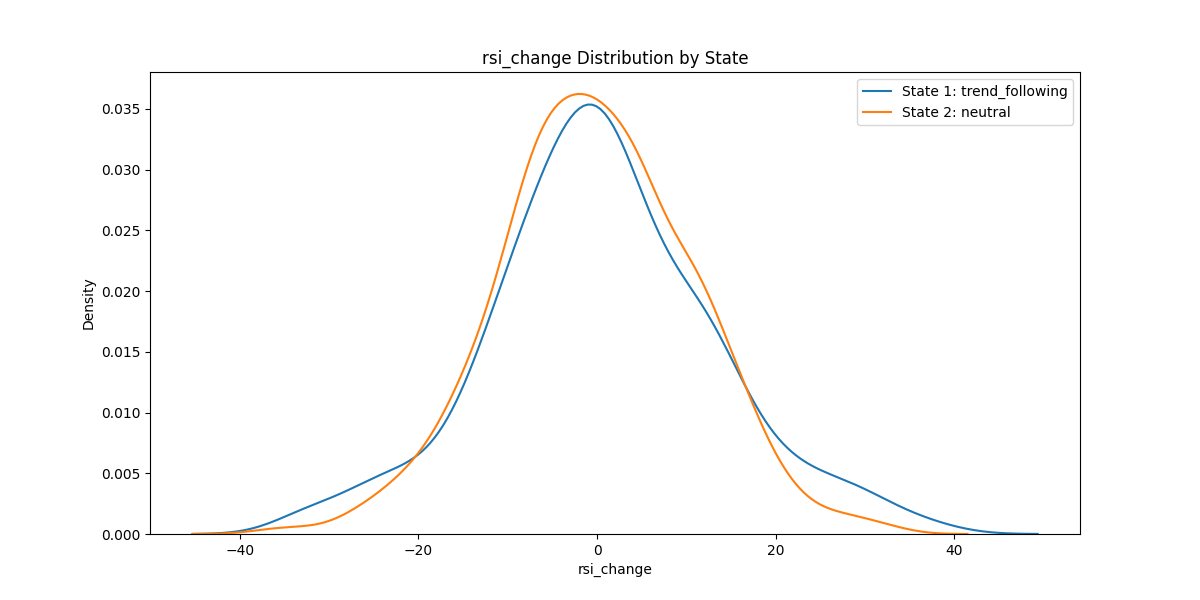 rsi_change Distribution by State
State 1: trend_following
State 2: neutral
Density
0.035
0.030
0.025
0.020
0.015
0.010
0.005
0.000
−40
−20
0
20
40
rsi_change